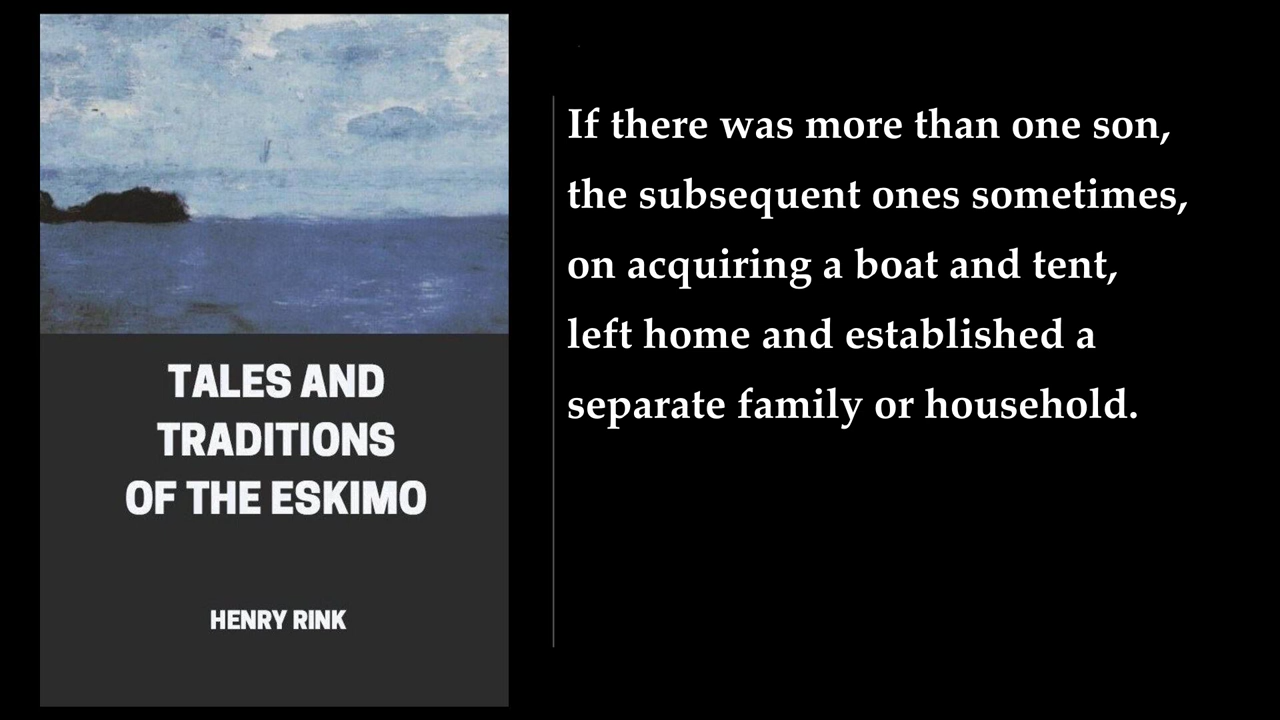 TALES AND
TRADITIONS
OF THE ESKIMO
HENRY RINK
If there was more than one son,
the subsequent ones sometimes,
on acquiring a boat and tent,
left home and established a
separate family or household.